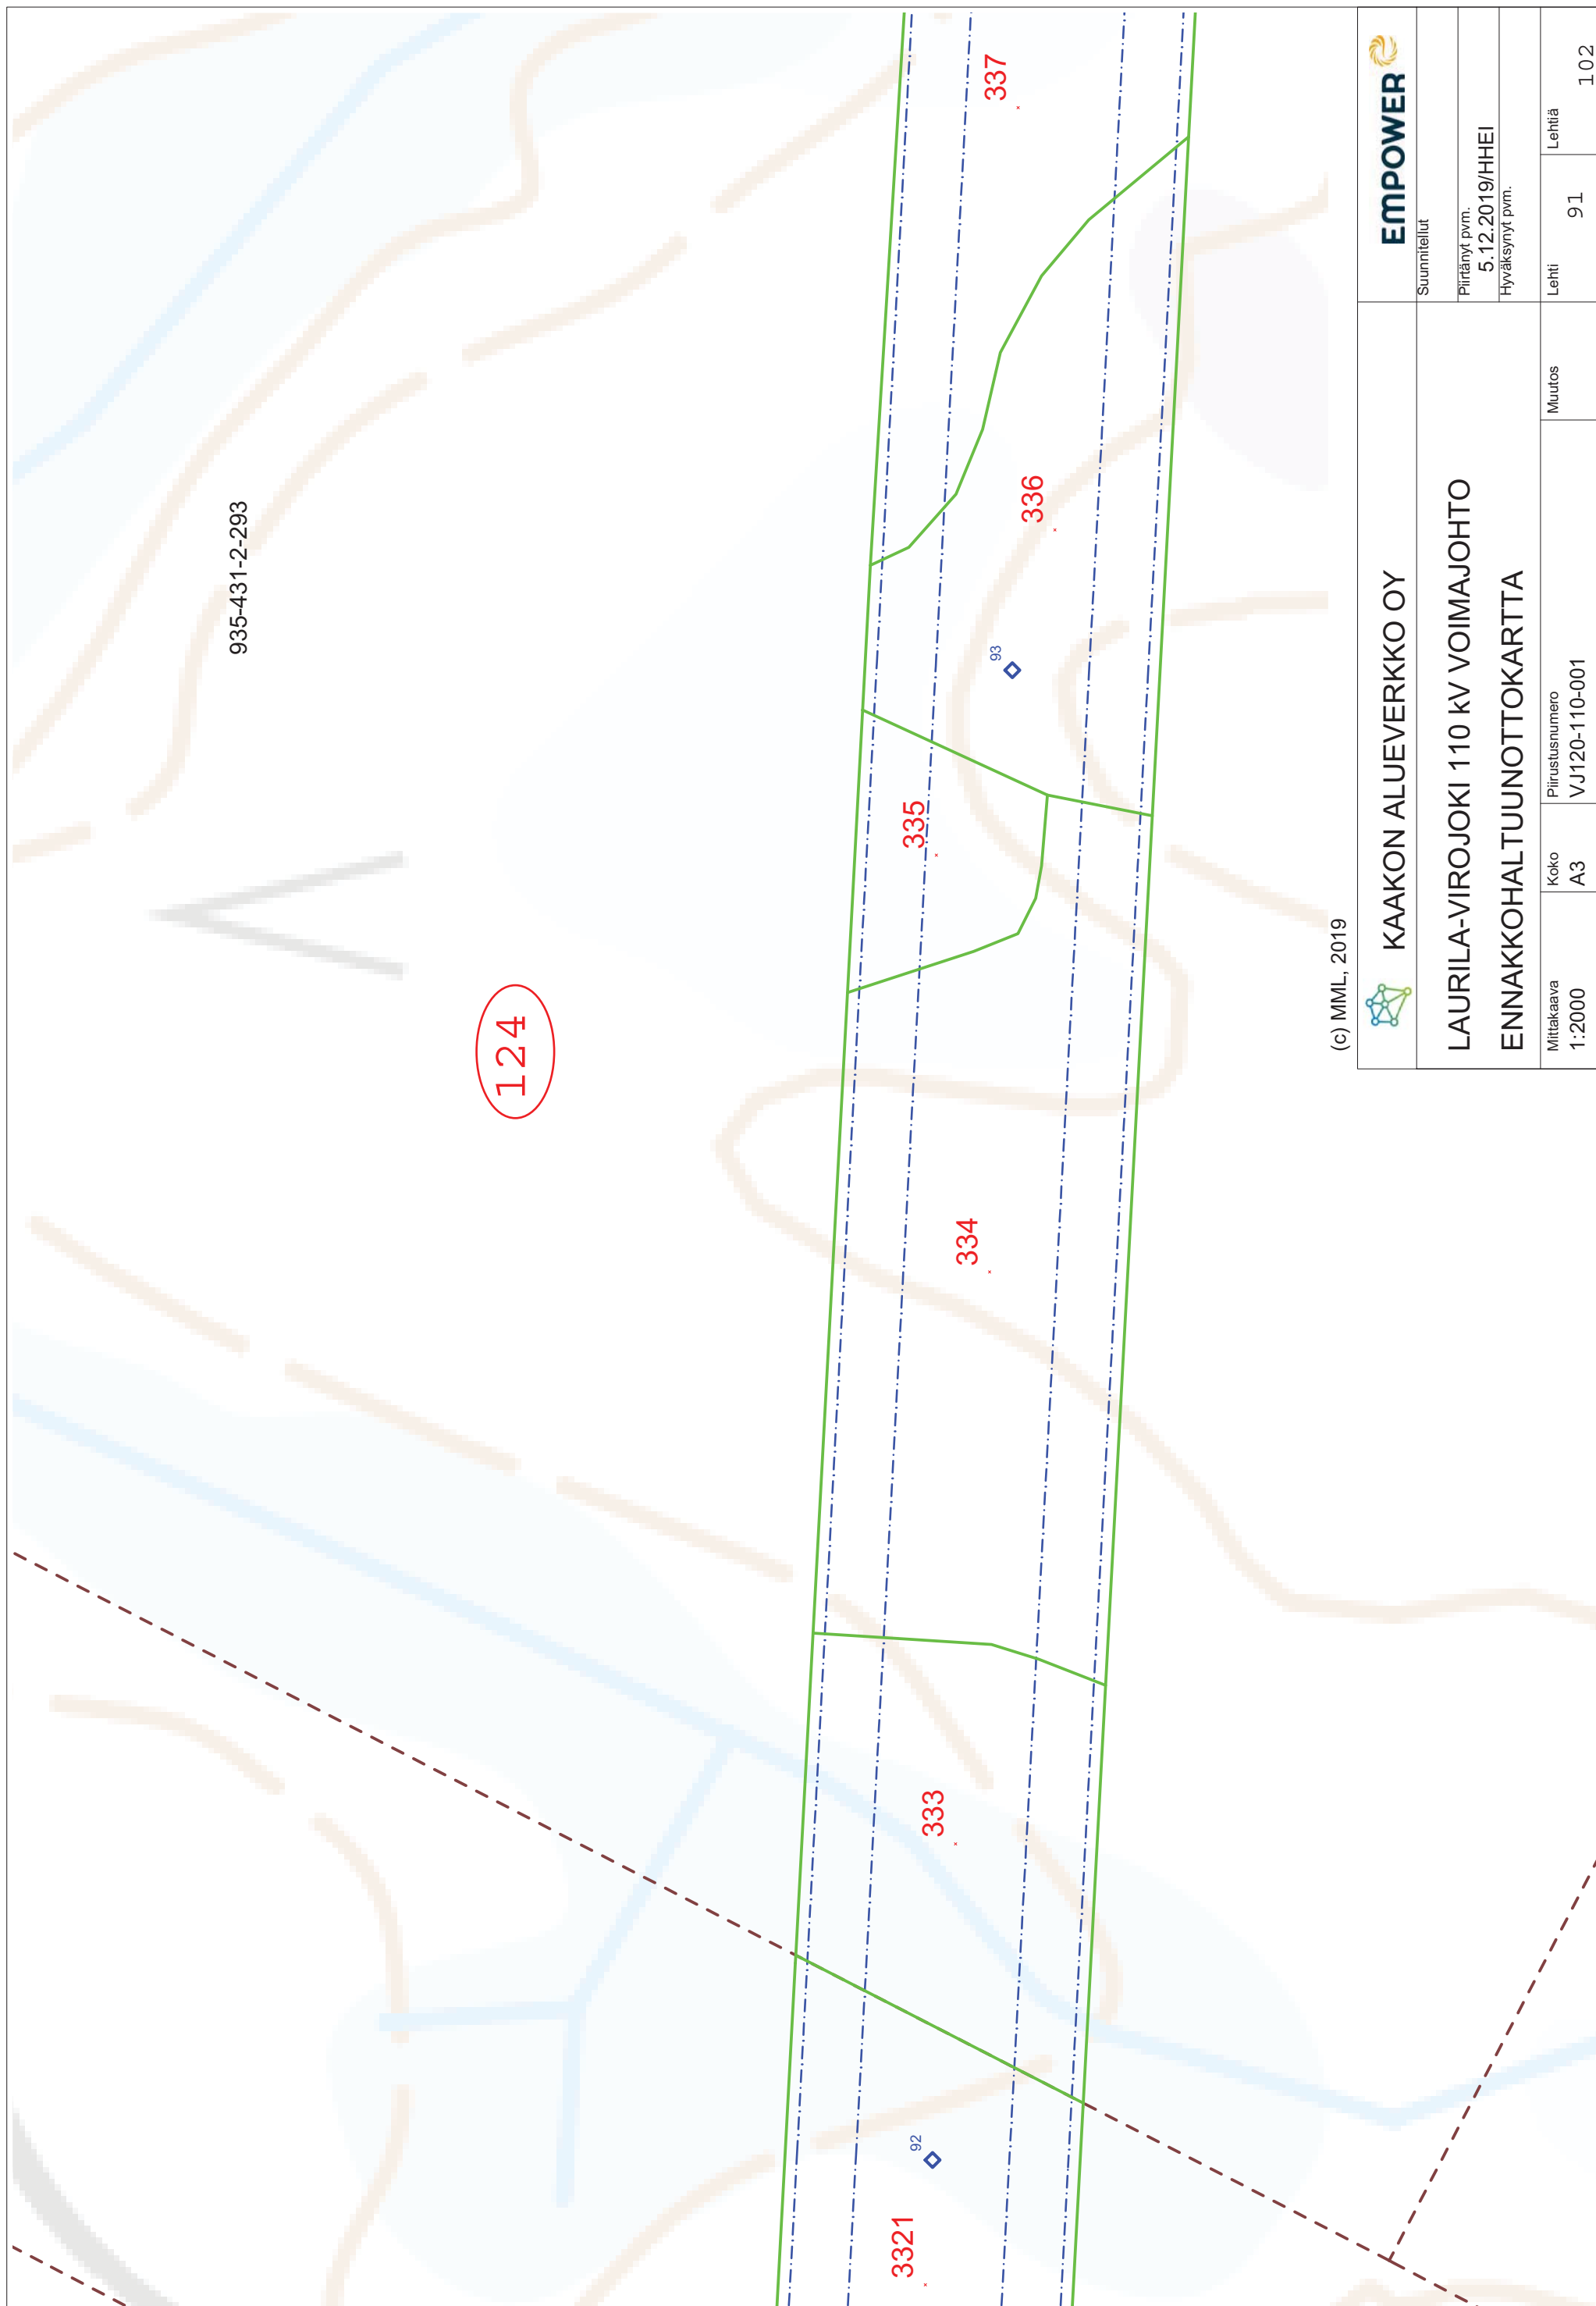 935-431-2-293
124
3321
92
333
334
335
93
336
337
(c) MML, 2019
KAAKON ALUEVERKKO OY
LAURILA-VIROJOKI 110 kV VOIMAJOHTO
ENNAKKOHALTUUNOTTOKARTTA
EMPOWER
Suunnitellut
Piirtänyt pvm.
5.12.2019/HHEI
Hyväksynyt pvm.
Mittakaava
1:2000
Koko
A3
Piirustusnumero
VJ120-110-001
Muutos
Lehti
91
Lehtiä
102